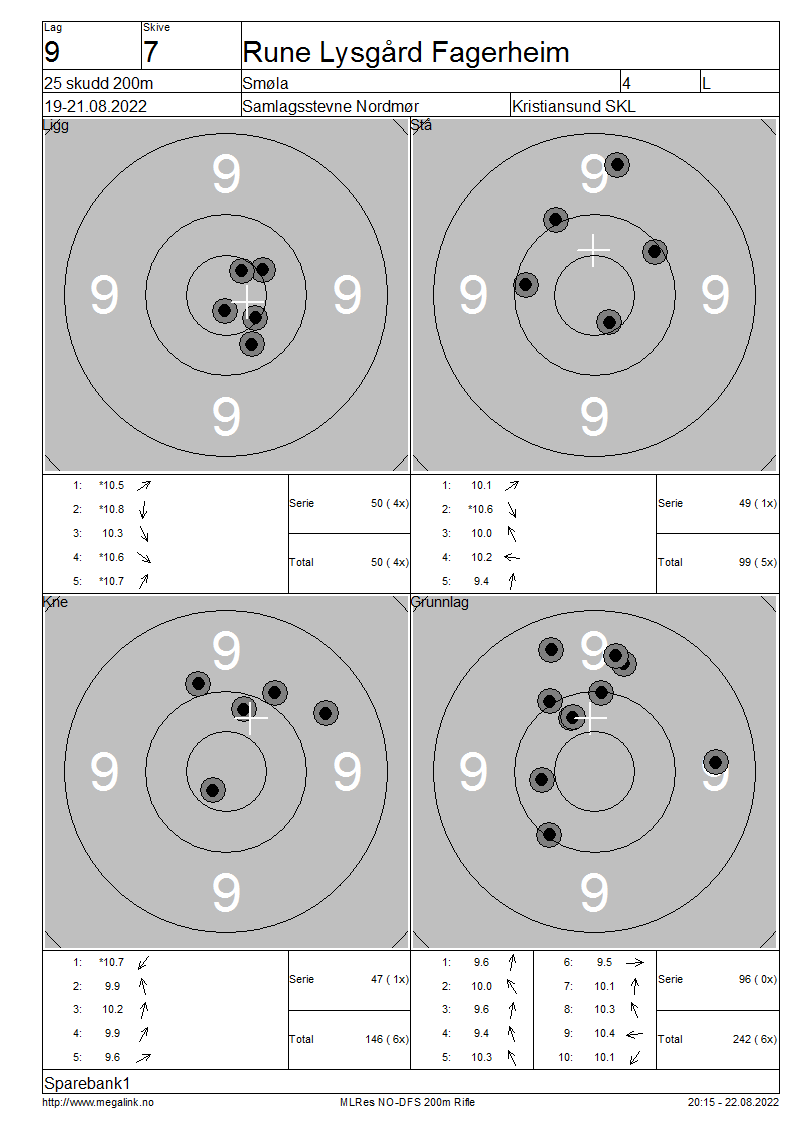 Lag Skive
9 7 Rune Lysgård Fagerheim
25 skudd 200m Smøla 4 L
19-21.08.2022 Samlagsstevne Nordmør Kristiansund SKL
Ligg
9
9 9
9
Stå
9
9 9
9
1: *10.5
2: *10.8
3: 10.3
4: *10.6
5: *10.7
Serie 50 ( 4x)
Total 50 ( 4x)
1: 10.1
2: *10.6
3: 10.0
4: 10.2
5: 9.4
Serie 49 ( 1x)
Total 99 ( 5x)
Kne
9
9 9
9
Grunnlag
9
9 9
9
1: *10.7
2: 9.9
3: 10.2
4: 9.9
5: 9.6
Serie 47 ( 1x)
Total 146 ( 6x)
1: 9.6
2: 10.0
3: 9.6
4: 9.4
5: 10.3
6: 9.5
7: 10.1
8: 10.3
9: 10.4
10: 10.1
Serie 96 ( 0x)
Total 242 ( 6x)
Sparebank1
http://www.megalink.no MLRes NO-DFS 200m Rifle 20:15 - 22.08.2022